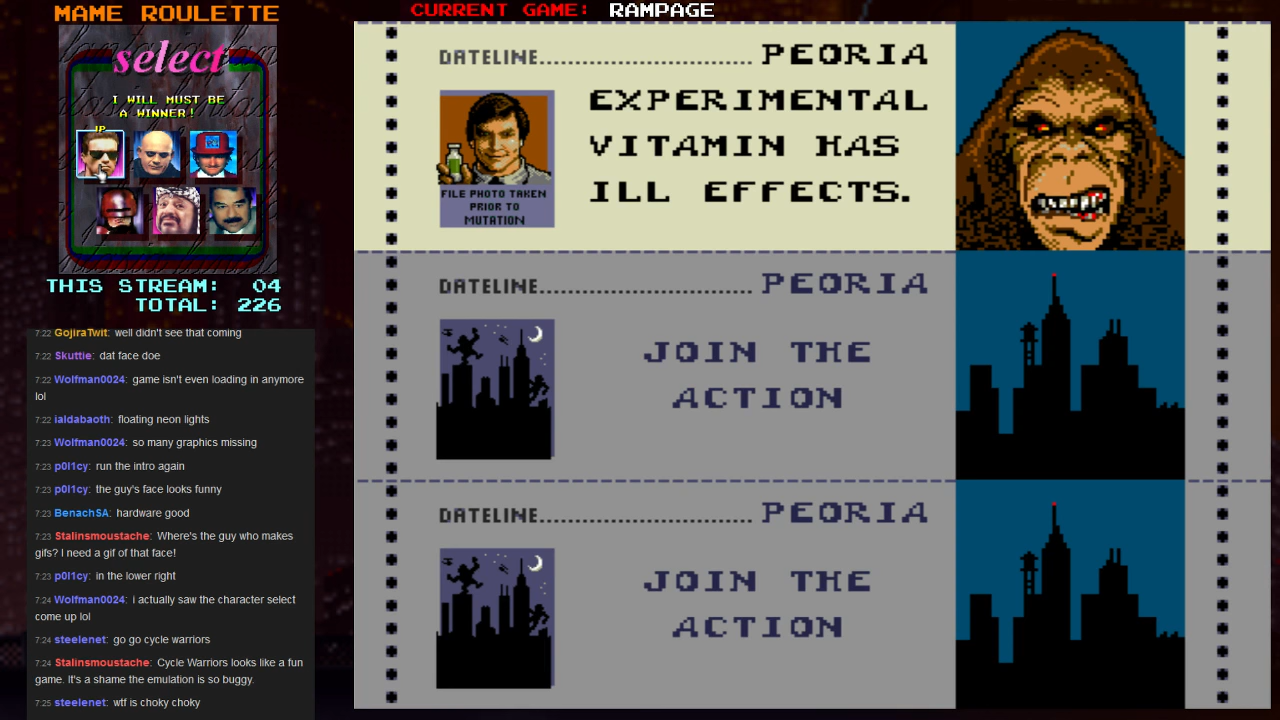 MAME ROULETTE
select
I WILL MUST BE
A WINNER!
1P
THIS STREAM: 04
TOTAL: 226
7:22 GojiraTwit: well didn't see that coming
7:22 Skuttie: dat face doe
7:22 Wolfman0024: game isn't even loading in anymore
lol
7:22 ialdabaoth: floating neon lights
7:23 Wolfman0024: so many graphics missing
7:23 p0l1cy: run the intro again
7:23 p0l1cy: the guy's face looks funny
7:23 BenachSA: hardware good
7:23 Stalinsmoustache: Where's the guy who makes
gifs? I need a gif of that face!
7:23 p0l1cy: in the lower right
7:24 Wolfman0024: i actually saw the character select
come up lol
7:24 steelenet: go go cycle warriors
7:24 Stalinsmoustache: Cycle Warriors looks like a fun
game. It's a shame the emulation is so buggy.
7:25 steelenet: wtf is choky choky
CURRENT GAME: RAMPAGE
DATELINE.............................. PEORIA
EXPERIMENTAL
VITAMIN HAS
ILL EFFECTS.
FILE PHOTO TAKEN
PRIOR TO
MUTATION
DATELINE.............................. PEORIA
JOIN THE
ACTION
DATELINE.............................. PEORIA
JOIN THE
ACTION